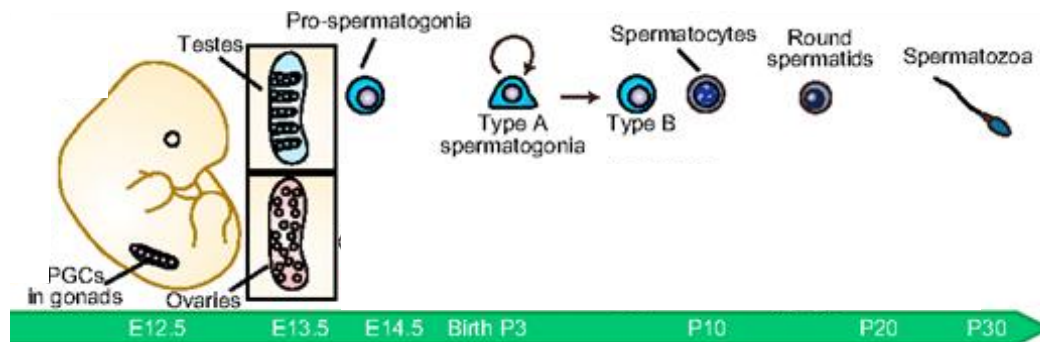 Pro-spermatogonia
Testes
Spermatocytes
Round
spermatids
Spermatozoa
Type A
spermatogonia
Type B
PGCs
in gonads
Ovaries
E12.5 E13.5 E14.5 Birth P3 P10 P20 P30